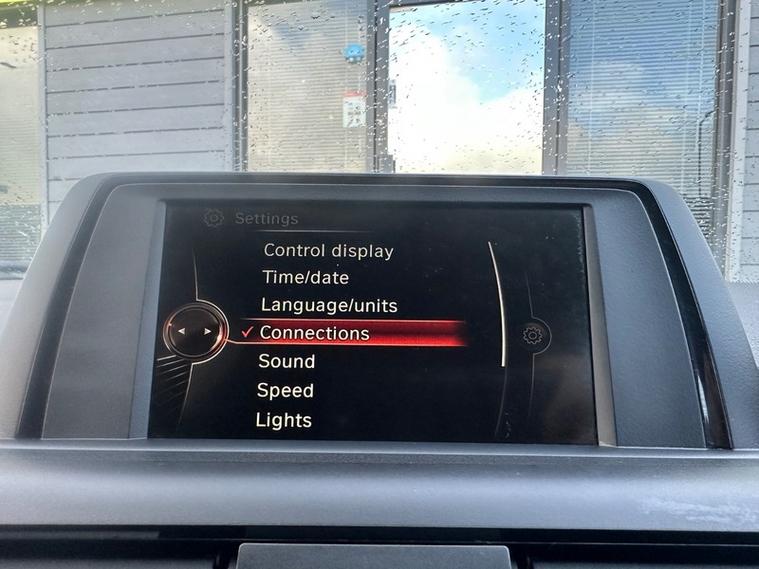 Settings
Control display
Time/date
Language/units
✓ Connections
Sound
Speed
Lights